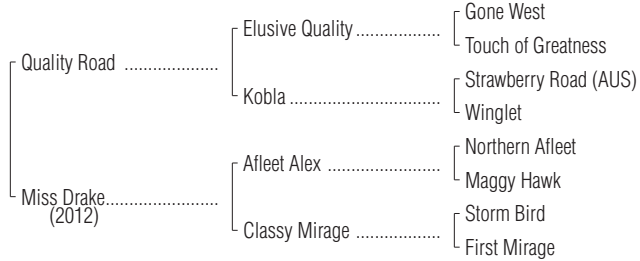 Gone West
Elusive Quality ..................
Touch of Greatness
Quality Road ....................
Strawberry Road (AUS)
Kobla ................................
Winglet
Northern Afleet
Afleet Alex ........................
Maggy Hawk
Miss Drake........................
(2012)
Storm Bird
Classy Mirage ..................
First Mirage